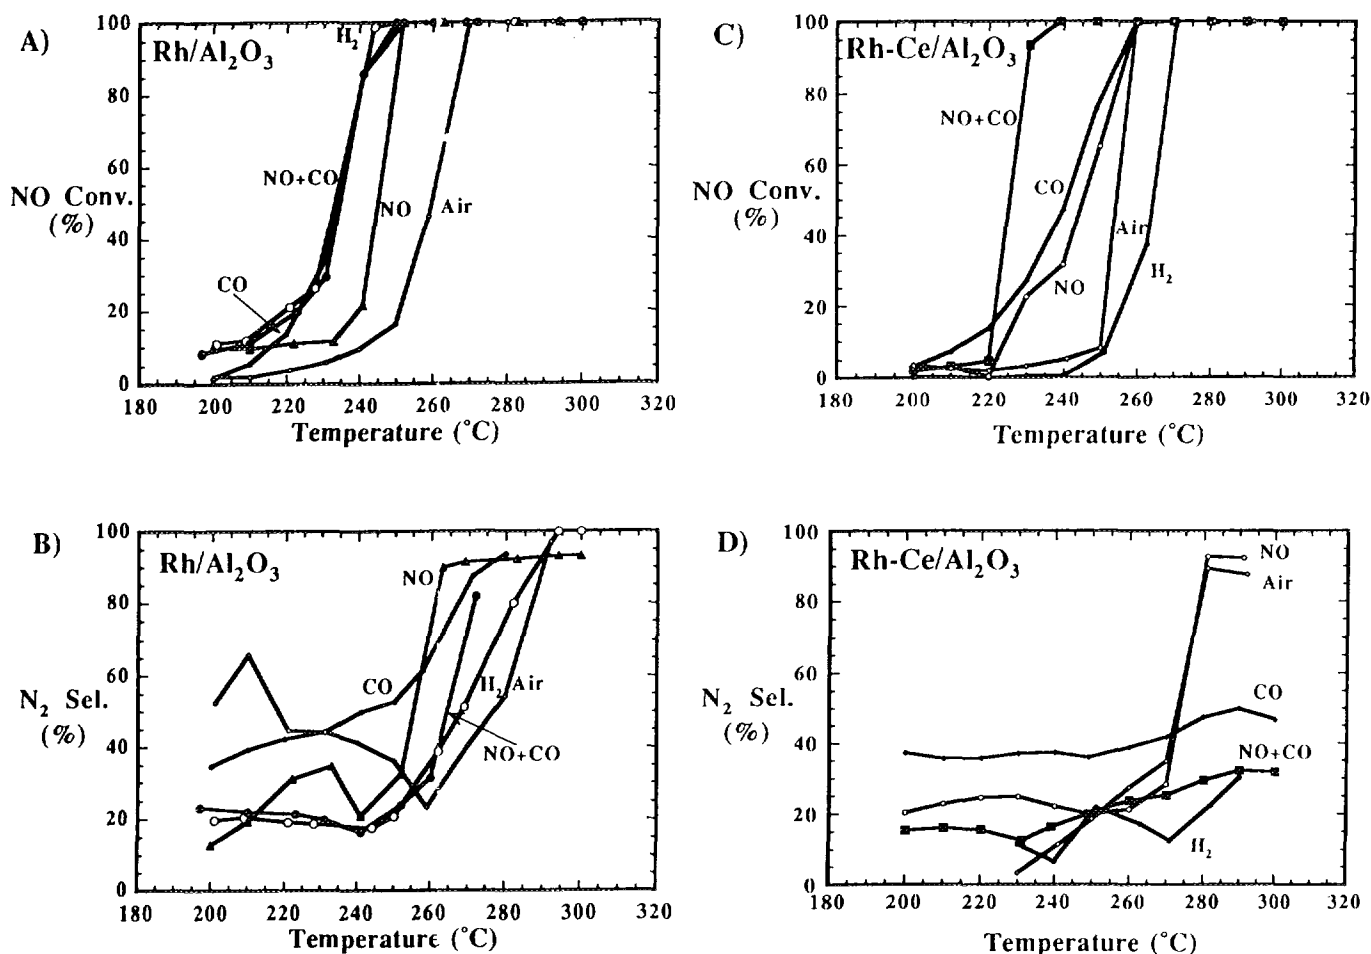 A)
Rh/Al₂O₃
H₂
NO+CO
NO
Air
CO
NO Conv.
(%)
100
80
60
40
20
0
180 200 220 240 260 280 300 320
Temperature (°C)
C)
Rh-Ce/Al₂O₃
NO+CO
CO
NO
Air
H₂
NO Conv.
(%)
100
80
60
40
20
0
180 200 220 240 260 280 300 320
Temperature (°C)
B)
Rh/Al₂O₃
NO
CO
H₂ Air
NO+CO
N₂ Sel.
(%)
100
80
60
40
20
0
180 200 220 240 260 280 300 320
Temperature (°C)
D)
Rh-Ce/Al₂O₃
NO
Air
CO
NO+CO
H₂
N₂ Sel.
(%)
100
80
60
40
20
0
180 200 220 240 260 280 300 320
Temperature (°C)